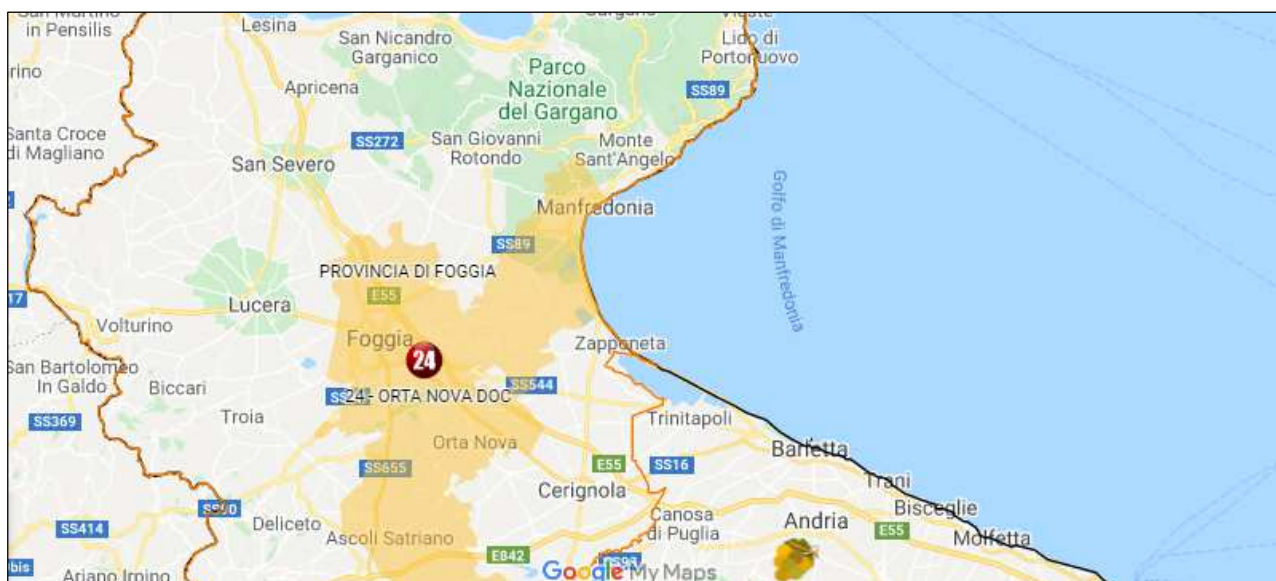 San Martino
in Pensilis
Lesina
Gargano
Vieste
San Nicandro
Garganico
Lido di
Portonuovo
Parco
Nazionale
del Gargano
Apricena
SS89
Santa Croce
di Magliano
SS272
San Giovanni
Rotondo
Monte
Sant'Angelo
San Severo
Manfredonia
Golfo di Manfredonia
SS89
PROVINCIA DI FOGGIA
E55
17
Lucera
Volturino
Foggia
24
Zapponeta
San Bartolomeo
In Galdo
Biccari
SS544
24 - ORTA NOVA DOC
SS369
Troia
Trinitapoli
Orta Nova
Barletta
SS655
E55
SS16
Trani
Cerignola
Bisceglie
SS90
Deliceto
Canosa
di Puglia
Andria
E55
SS414
Ascoli Satriano
Molfetta
E842
SS93
Ariano Irpino
Google My Maps